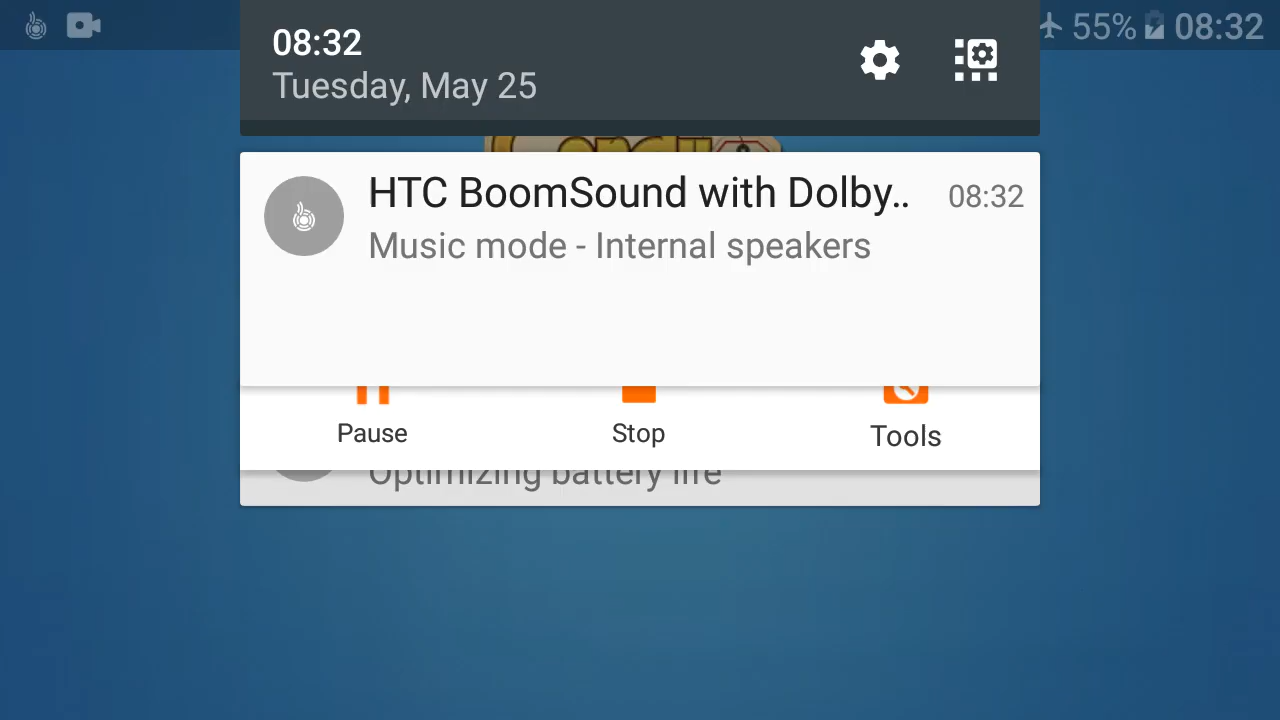 55% 08:32
08:32
Tuesday, May 25
HTC BoomSound with Dolby.. 08:32
Music mode - Internal speakers
Pause Stop Tools
Optimizing battery life